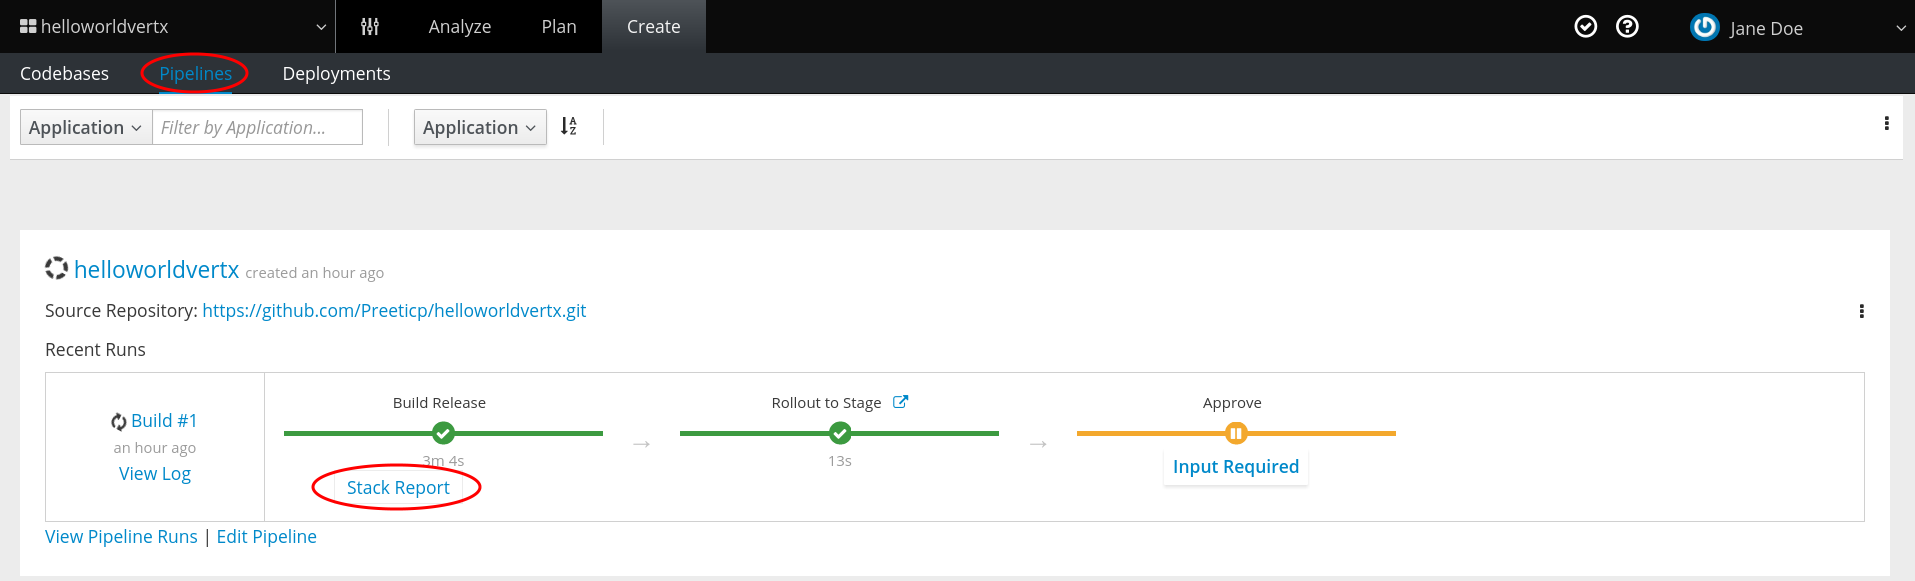 helloworldvertx Analyze Plan Create Jane Doe
Codebases Pipelines Deployments
Application Filter by Application... Application A Z
helloworldvertx created an hour ago
Source Repository: https://github.com/Preeticp/helloworldvertx.git
Recent Runs
Build Release Rollout to Stage Approve
Build #1
an hour ago 3m 4s 13s Input Required
View Log Stack Report
View Pipeline Runs | Edit Pipeline